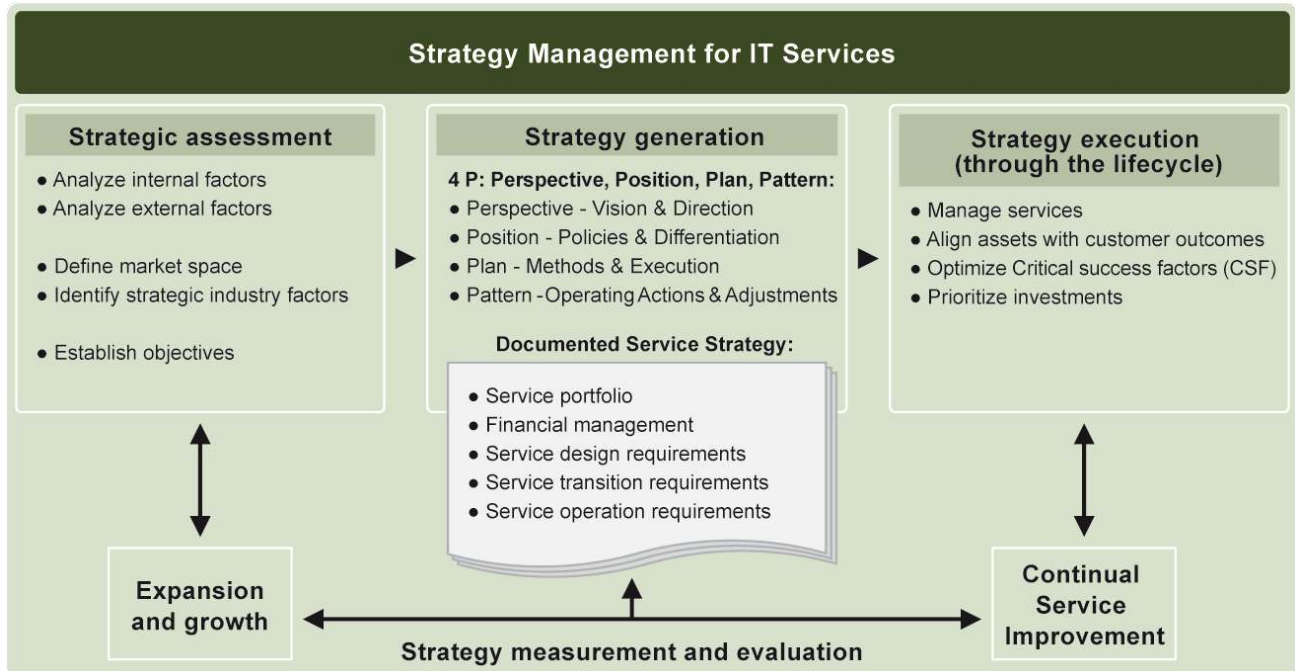 Strategy Management for IT Services
Strategic assessment
● Analyze internal factors
● Analyze external factors
● Define market space
● Identify strategic industry factors
● Establish objectives
Strategy generation
4 P: Perspective, Position, Plan, Pattern:
● Perspective - Vision & Direction
● Position - Policies & Differentiation
● Plan - Methods & Execution
● Pattern -Operating Actions & Adjustments
Documented Service Strategy:
● Service portfolio
● Financial management
● Service design requirements
● Service transition requirements
● Service operation requirements
Strategy execution
(through the lifecycle)
● Manage services
● Align assets with customer outcomes
● Optimize Critical success factors (CSF)
● Prioritize investments
Expansion
and growth
Strategy measurement and evaluation
Continual
Service
Improvement